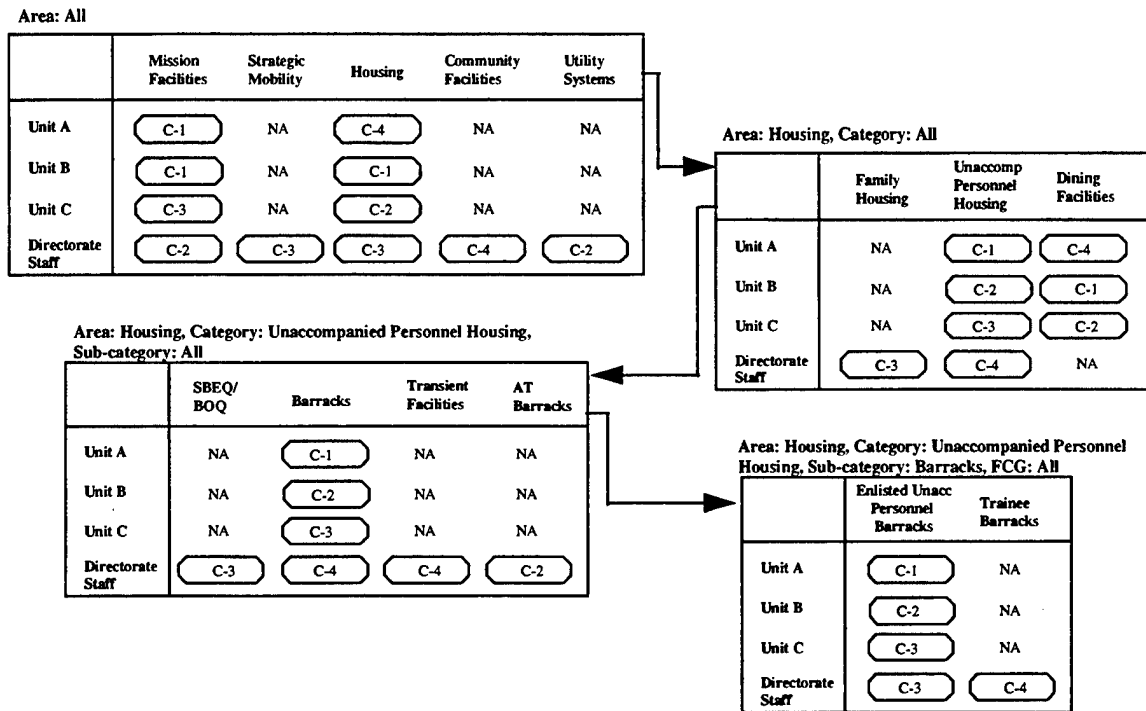 Area: All
Mission Facilities Strategic Mobility Housing Community Facilities Utility Systems
Unit A C-1 NA C-4 NA NA
Unit B C-1 NA C-1 NA NA
Unit C C-3 NA C-2 NA NA
Directorate Staff C-2 C-3 C-3 C-4 C-2
Area: Housing, Category: All
Family Housing Unaccomp Personnel Housing Dining Facilities
Unit A NA C-1 C-4
Unit B NA C-2 C-1
Unit C NA C-3 C-2
Directorate Staff C-3 C-4 NA
Area: Housing, Category: Unaccompanied Personnel Housing,
Sub-category: All
SBEQ/ BOQ Barracks Transient Facilities AT Barracks
Unit A NA C-1 NA NA
Unit B NA C-2 NA NA
Unit C NA C-3 NA NA
Directorate Staff C-3 C-4 C-4 C-2
Area: Housing, Category: Unaccompanied Personnel
Housing, Sub-category: Barracks, FCG: All
Enlisted Unacc Personnel Barracks Trainee Barracks
Unit A C-1 NA
Unit B C-2 NA
Unit C C-3 NA
Directorate Staff C-3 C-4